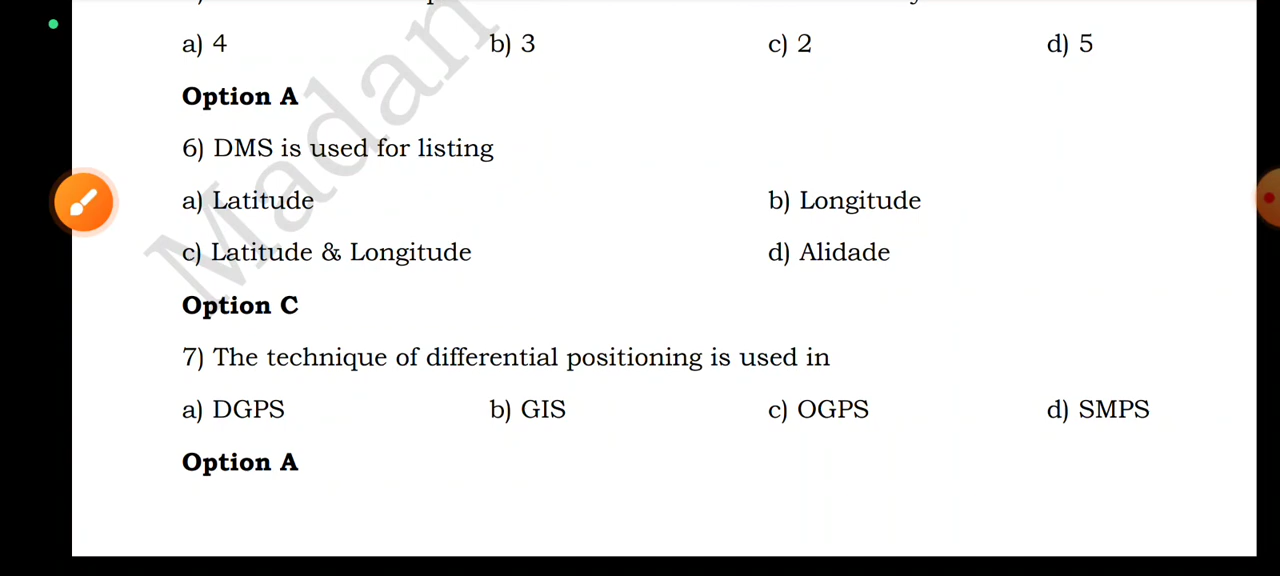 a) 4 b) 3 c) 2 d) 5
Option A
6) DMS is used for listing
a) Latitude b) Longitude
c) Latitude & Longitude d) Alidade
Option C
7) The technique of differential positioning is used in
a) DGPS b) GIS c) OGPS d) SMPS
Option A
Madan